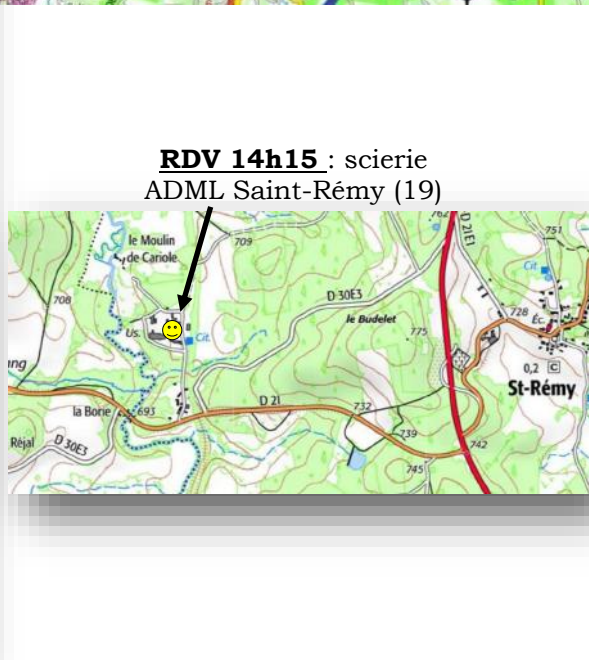 RDV 14h15 : scierie
ADML Saint-Rémy (19)
le Moulin
de Cariole
709
762
D 21E1
751
Cit.
708
D 30E3
le Budelet
775
728
Éc.
Us.
Cit.
0,2 C
St-Rémy
ng
la Borie
693
D 21
732
739
742
745
Réjal
D 30E3